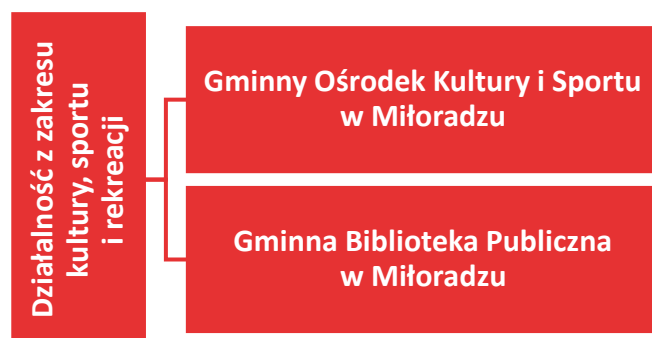 Działalność z zakresu
kultury, sportu
i rekreacji
Gminny Ośrodek Kultury i Sportu
w Miłoradzu
Gminna Biblioteka Publiczna
w Miłoradzu